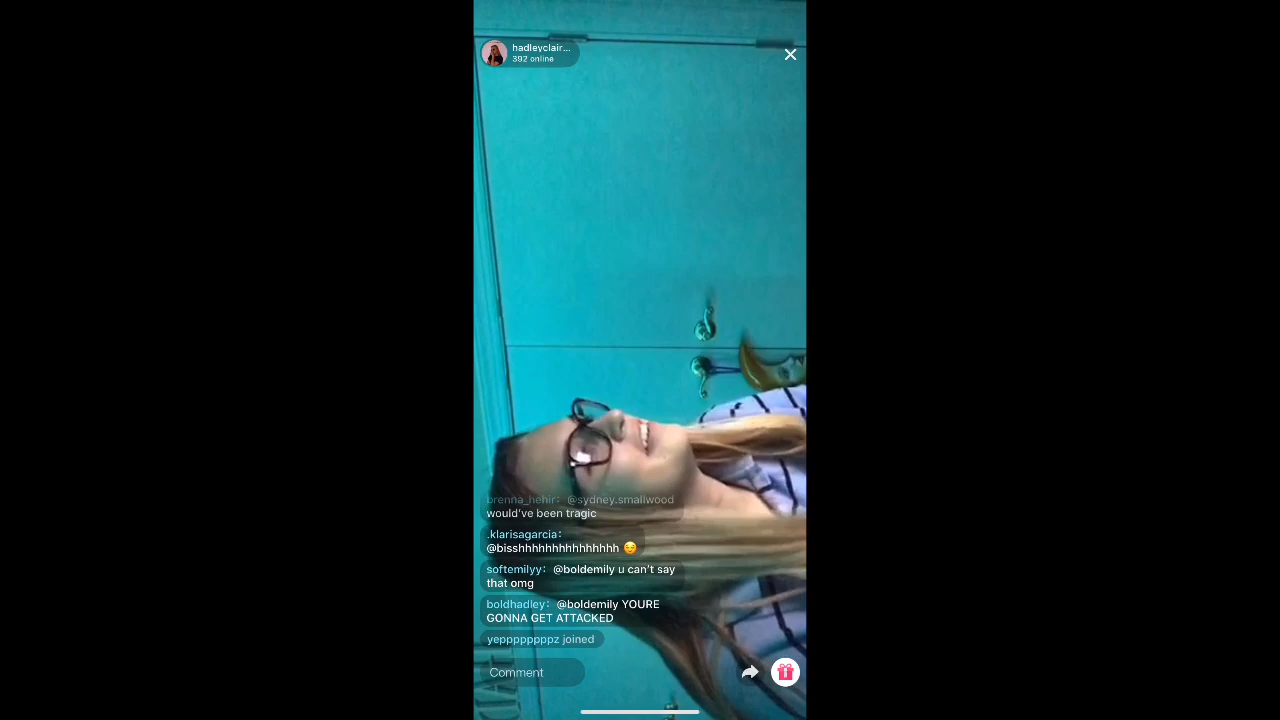 hadleyclair...
392 online
brenna_hehir: @sydney.smallwood
would've been tragic
.klarisagarcia:
@bisshhhhhhhhhhhhhhh 😌
softemilyy: @boldemily u can't say
that omg
boldhadley: @boldemily YOURE
GONNA GET ATTACKED
yepppppppppz joined
Comment